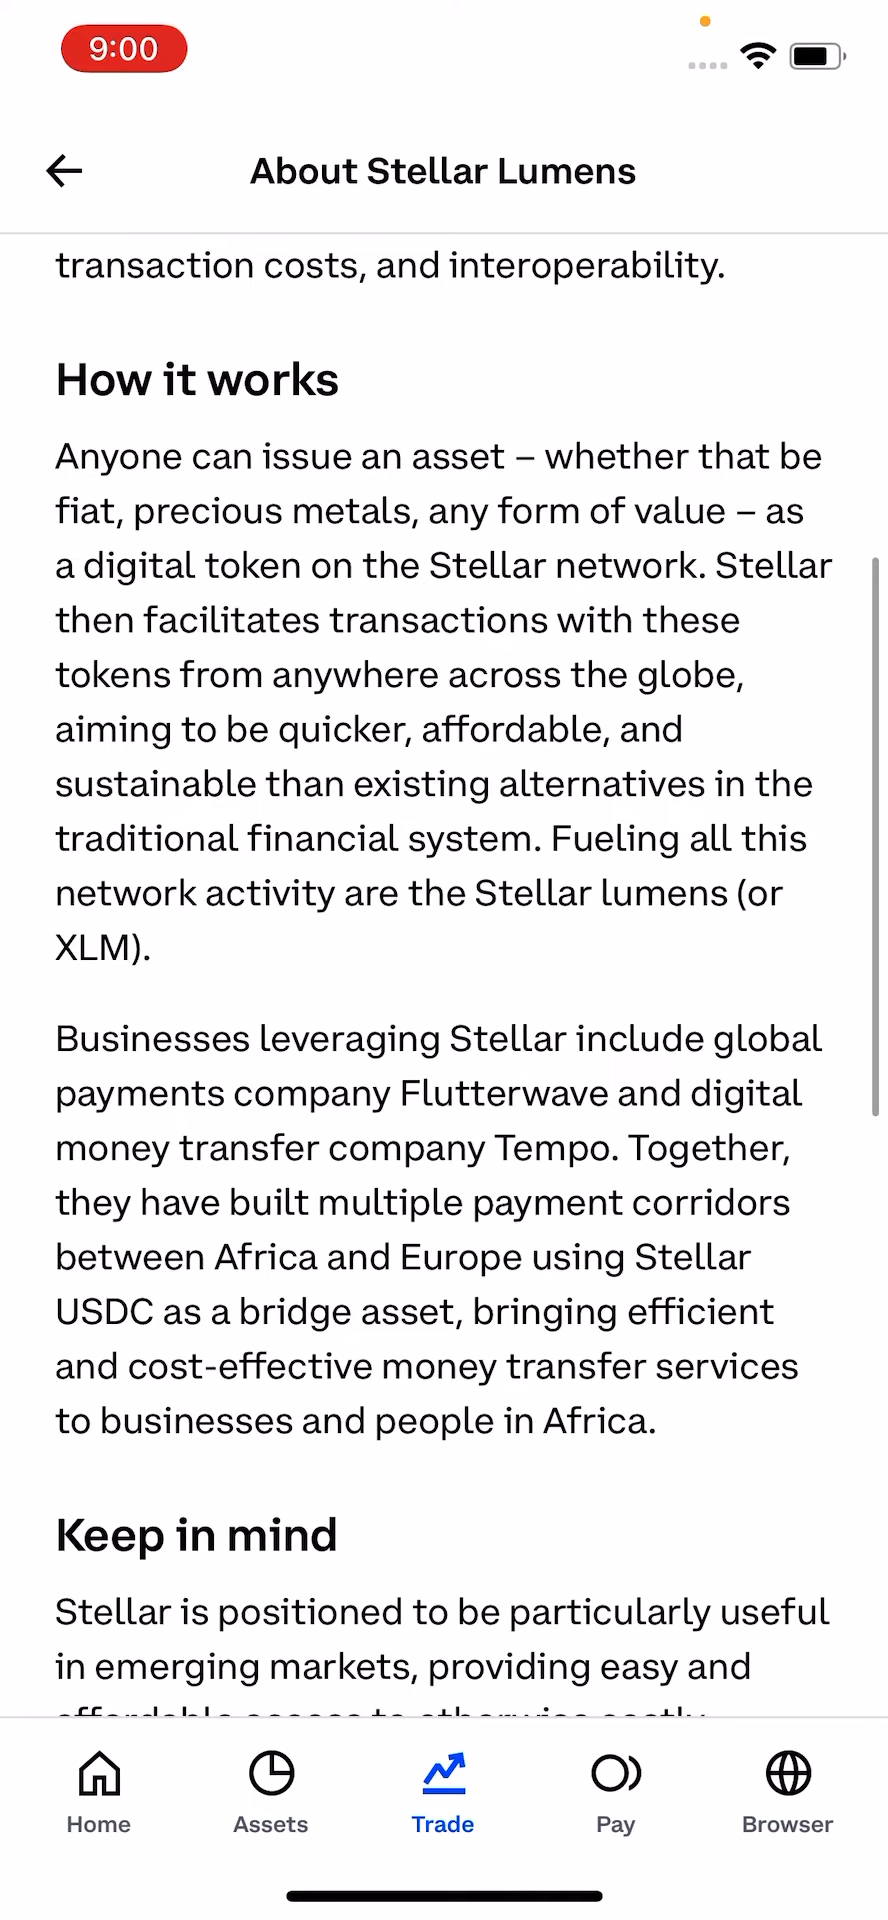 9:00
About Stellar Lumens
transaction costs, and interoperability.
How it works
Anyone can issue an asset – whether that be
fiat, precious metals, any form of value – as
a digital token on the Stellar network. Stellar
then facilitates transactions with these
tokens from anywhere across the globe,
aiming to be quicker, affordable, and
sustainable than existing alternatives in the
traditional financial system. Fueling all this
network activity are the Stellar lumens (or
XLM).
Businesses leveraging Stellar include global
payments company Flutterwave and digital
money transfer company Tempo. Together,
they have built multiple payment corridors
between Africa and Europe using Stellar
USDC as a bridge asset, bringing efficient
and cost-effective money transfer services
to businesses and people in Africa.
Keep in mind
Stellar is positioned to be particularly useful
in emerging markets, providing easy and
affordable access to otherwise costly
Home
Assets
Trade
Pay
Browser